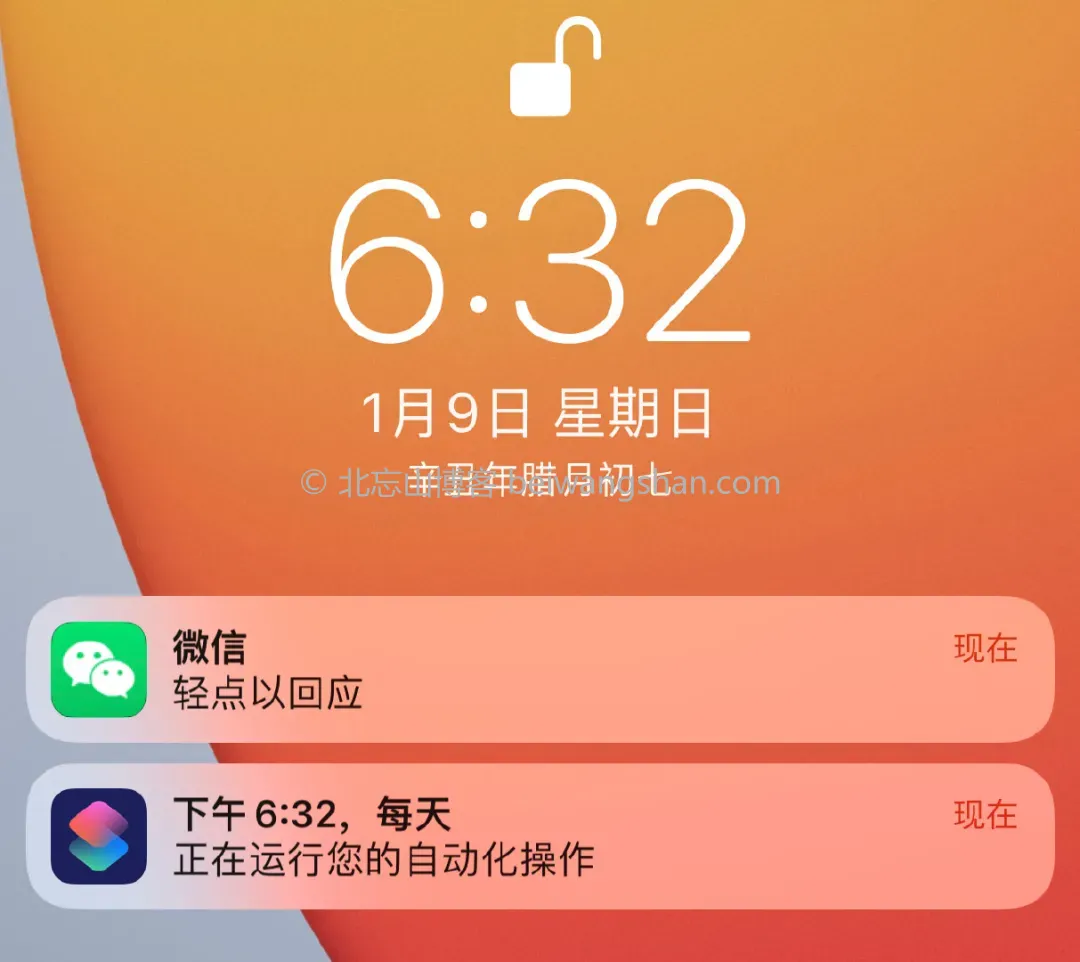 6:32
1月9日 星期日
辛丑年腊月初七
© 北忘山博客 beiwangshan.com
微信
现在
轻点以回应
下午 6:32，每天
现在
正在运行您的自动化操作